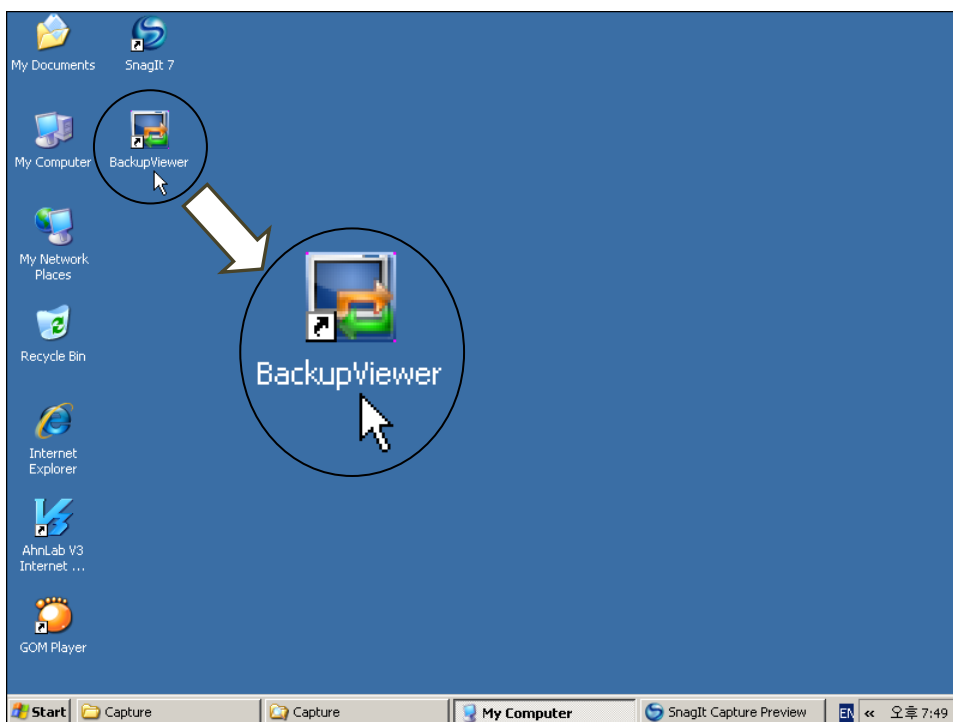 My Documents
SnagIt 7
My Computer
BackupViewer
My Network
Places
BackupViewer
Recycle Bin
Internet
Explorer
AhnLab V3
Internet ...
GOM Player
Start
Capture
Capture
My Computer
SnagIt Capture Preview
EN
«
오후 7:49